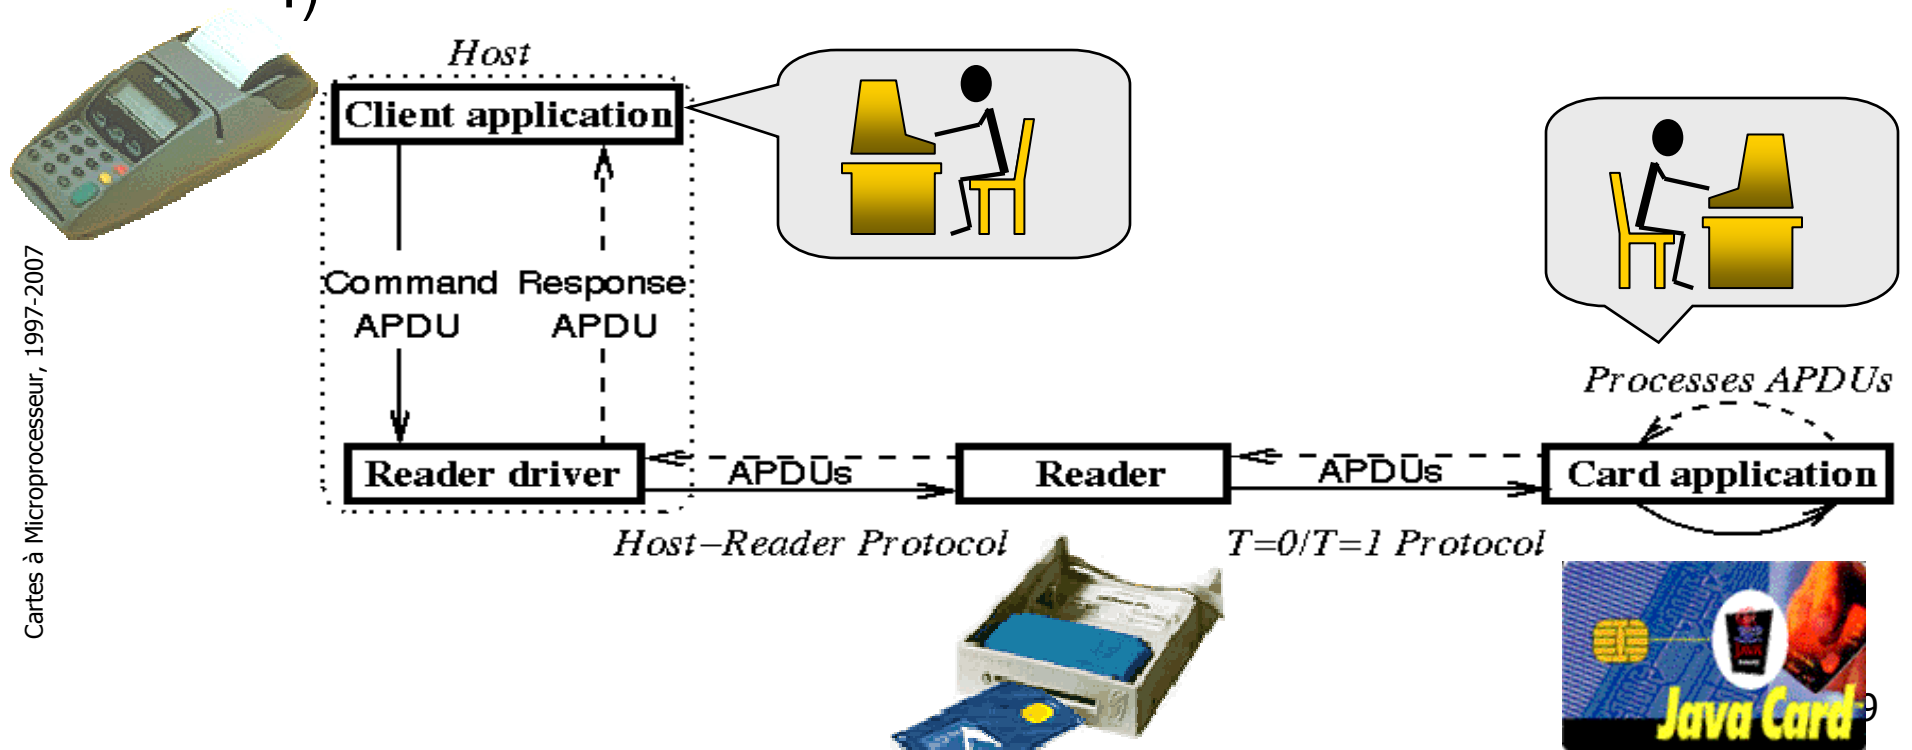 Host
Client application
Command
APDU
Response
APDU
Reader driver
APDUs
Reader
APDUs
Card application
Processes APDUs
Host–Reader Protocol
T=0/T=1 Protocol
Cartes à Microprocesseur, 1997-2007
Java Card
9